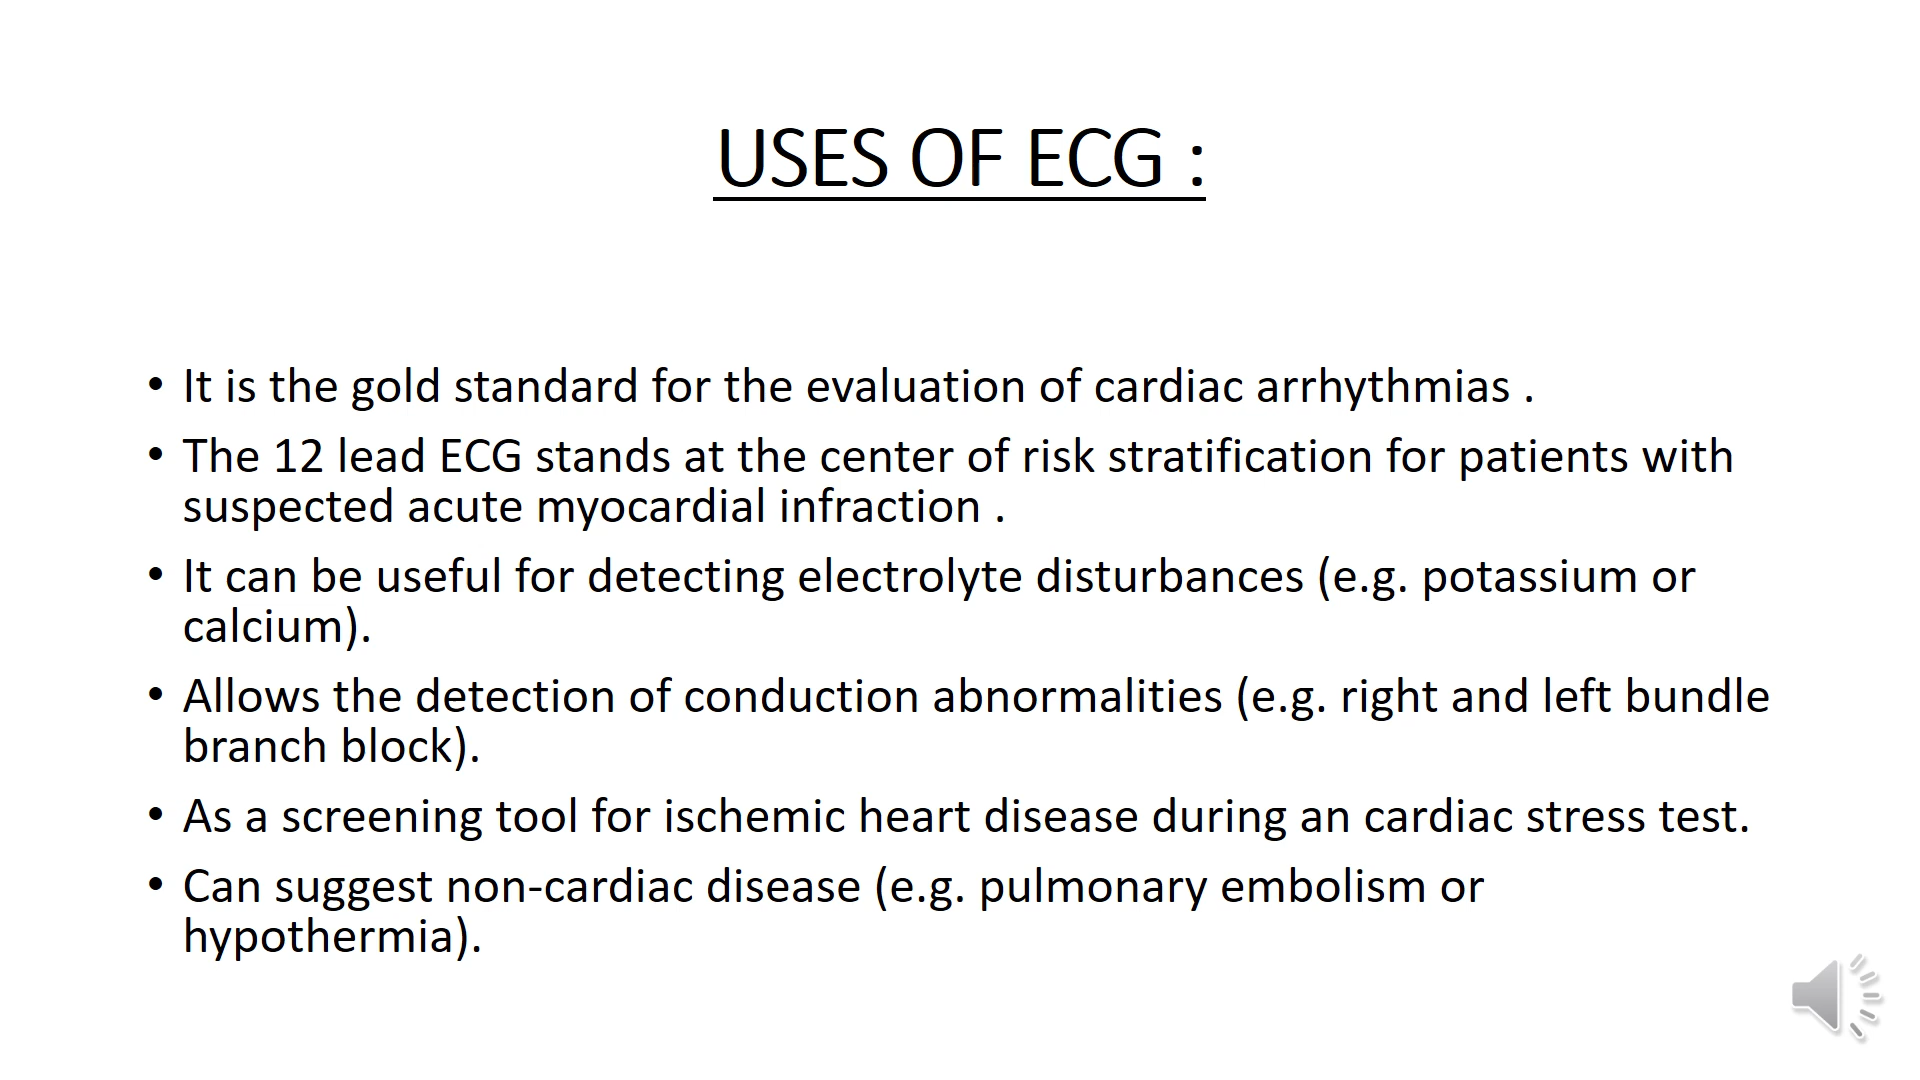 USES OF ECG :
• It is the gold standard for the evaluation of cardiac arrhythmias .
• The 12 lead ECG stands at the center of risk stratification for patients with
suspected acute myocardial infraction .
• It can be useful for detecting electrolyte disturbances (e.g. potassium or
calcium).
• Allows the detection of conduction abnormalities (e.g. right and left bundle
branch block).
• As a screening tool for ischemic heart disease during an cardiac stress test.
• Can suggest non-cardiac disease (e.g. pulmonary embolism or
hypothermia).